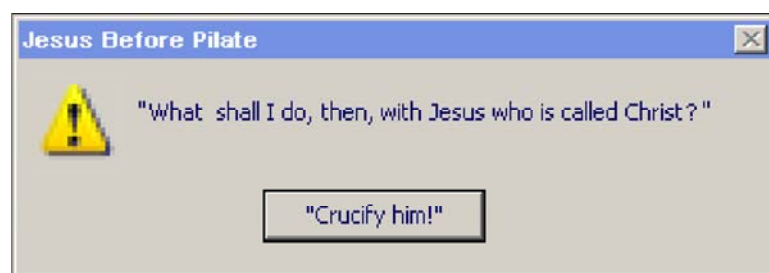 Jesus Before Pilate
"What shall I do, then, with Jesus who is called Christ?"
"Crucify him!"